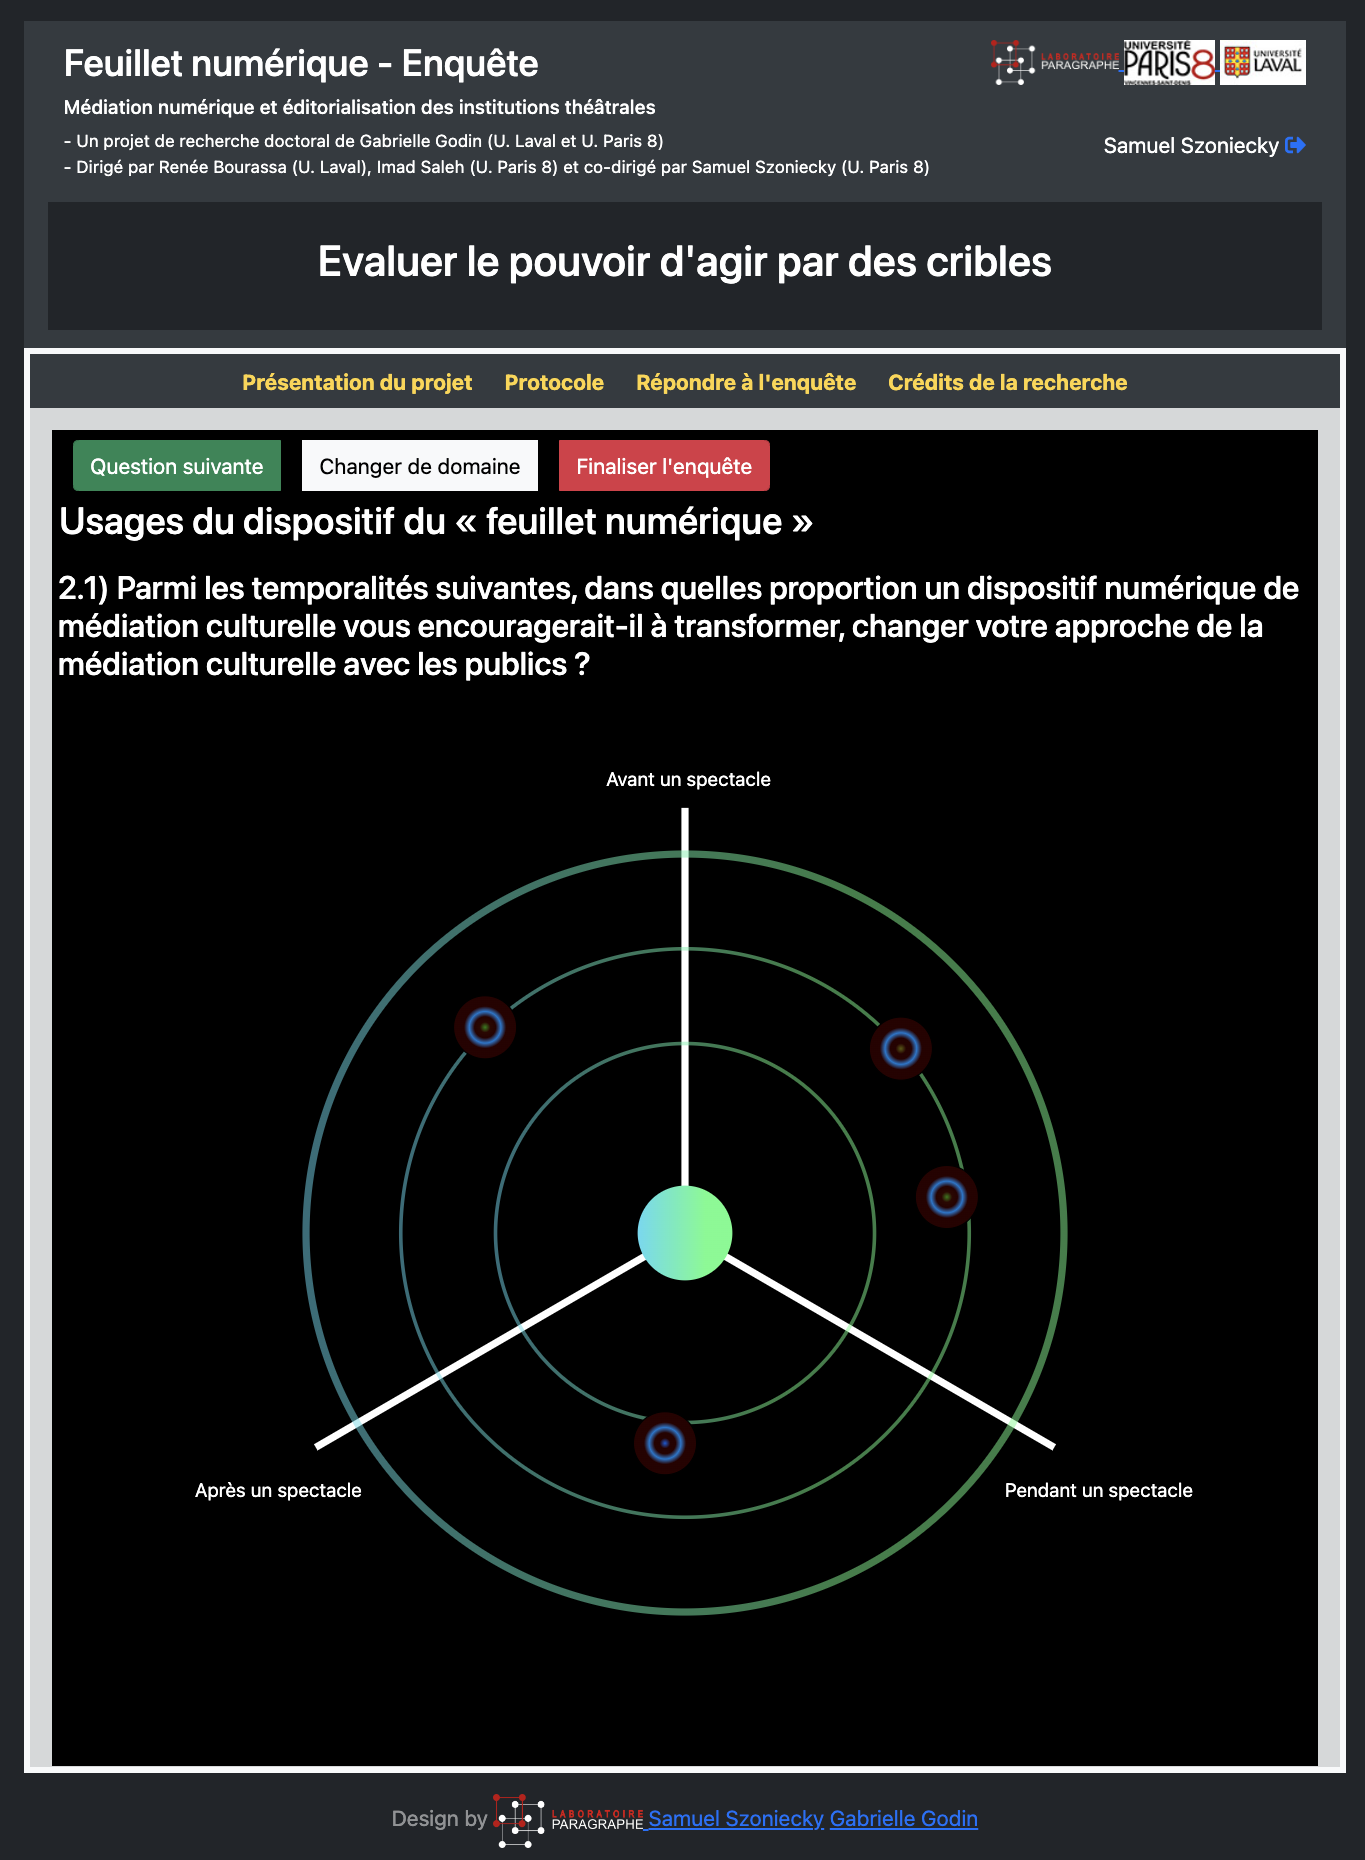 Feuillet numérique - Enquête
Médiation numérique et éditorialisation des institutions théâtrales
- Un projet de recherche doctoral de Gabrielle Godin (U. Laval et U. Paris 8)
- Dirigé par Renée Bourassa (U. Laval), Imad Saleh (U. Paris 8) et co-dirigé par Samuel Szoniecky (U. Paris 8)
LABORATOIRE
PARAGRAPHE
UNIVERSITÉ
PARIS8
VINCENNES-SAINT-DENIS
UNIVERSITÉ
LAVAL
Samuel Szoniecky
Evaluer le pouvoir d'agir par des cribles
Présentation du projet Protocole Répondre à l'enquête Crédits de la recherche
Question suivante Changer de domaine Finaliser l'enquête
Usages du dispositif du « feuillet numérique »
2.1) Parmi les temporalités suivantes, dans quelles proportion un dispositif numérique de
médiation culturelle vous encouragerait-il à transformer, changer votre approche de la
médiation culturelle avec les publics ?
Avant un spectacle
Après un spectacle
Pendant un spectacle
Design by LABORATOIRE PARAGRAPHE Samuel Szoniecky Gabrielle Godin